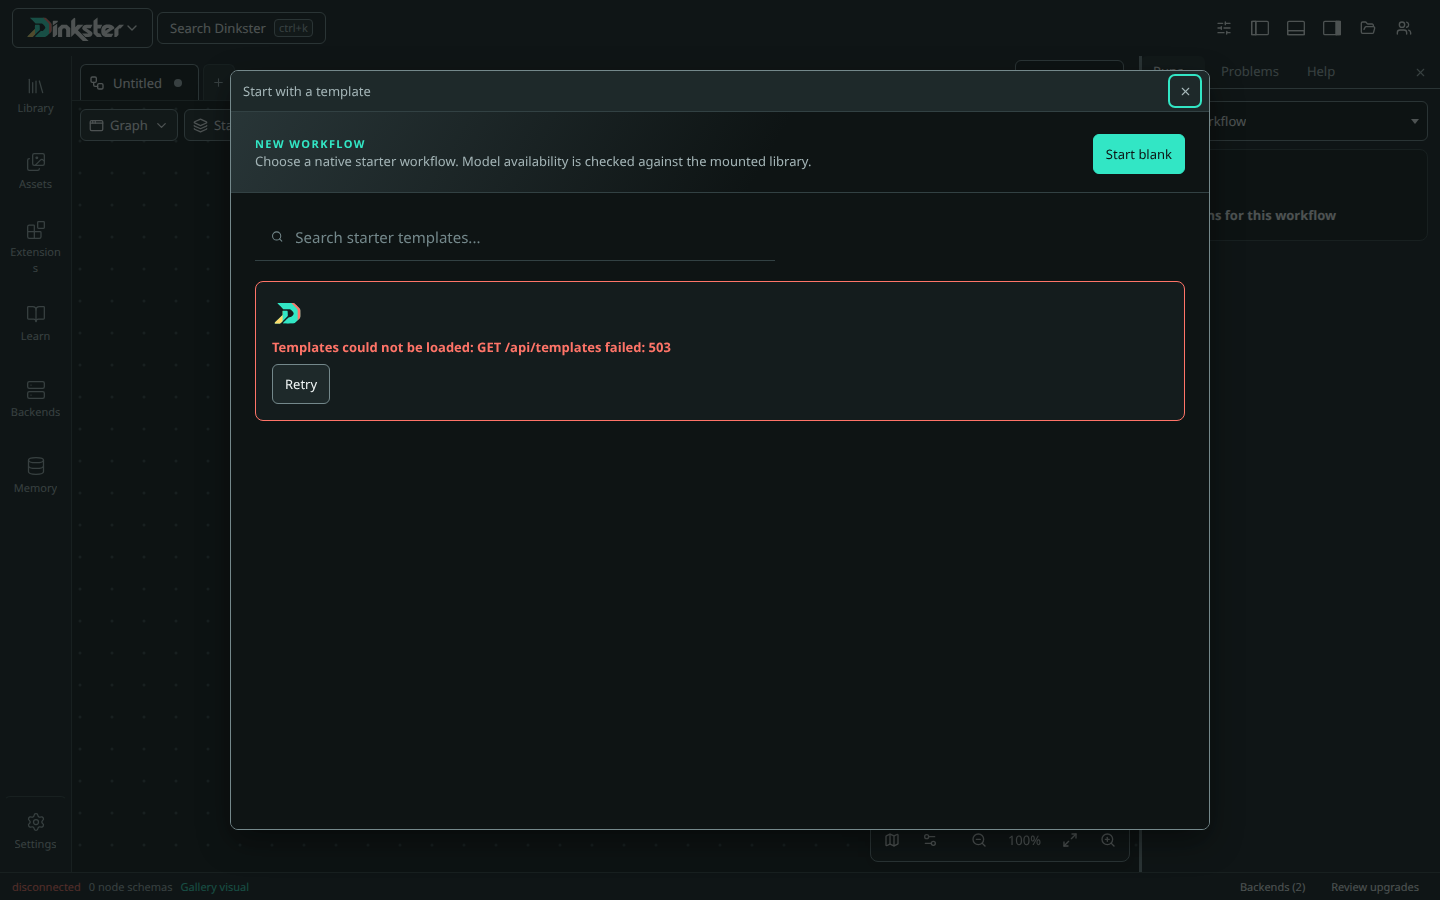 Dinkster
Search Dinkster ctrl+k
Untitled
+
Problems
Help
Library
Graph
Sta
rkflow
Start with a template
NEW WORKFLOW
Choose a native starter workflow. Model availability is checked against the mounted library.
Start blank
Assets
ns for this workflow
Search starter templates...
Extension
s
Templates could not be loaded: GET /api/templates failed: 503
Retry
Learn
Backends
Memory
Settings
100%
disconnected
0 node schemas
Gallery visual
Backends (2)
Review upgrades